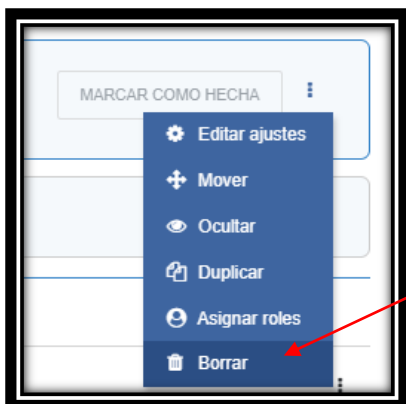 MARCAR COMO HECHA
Editar ajustes
Mover
Ocultar
Duplicar
Asignar roles
Borrar